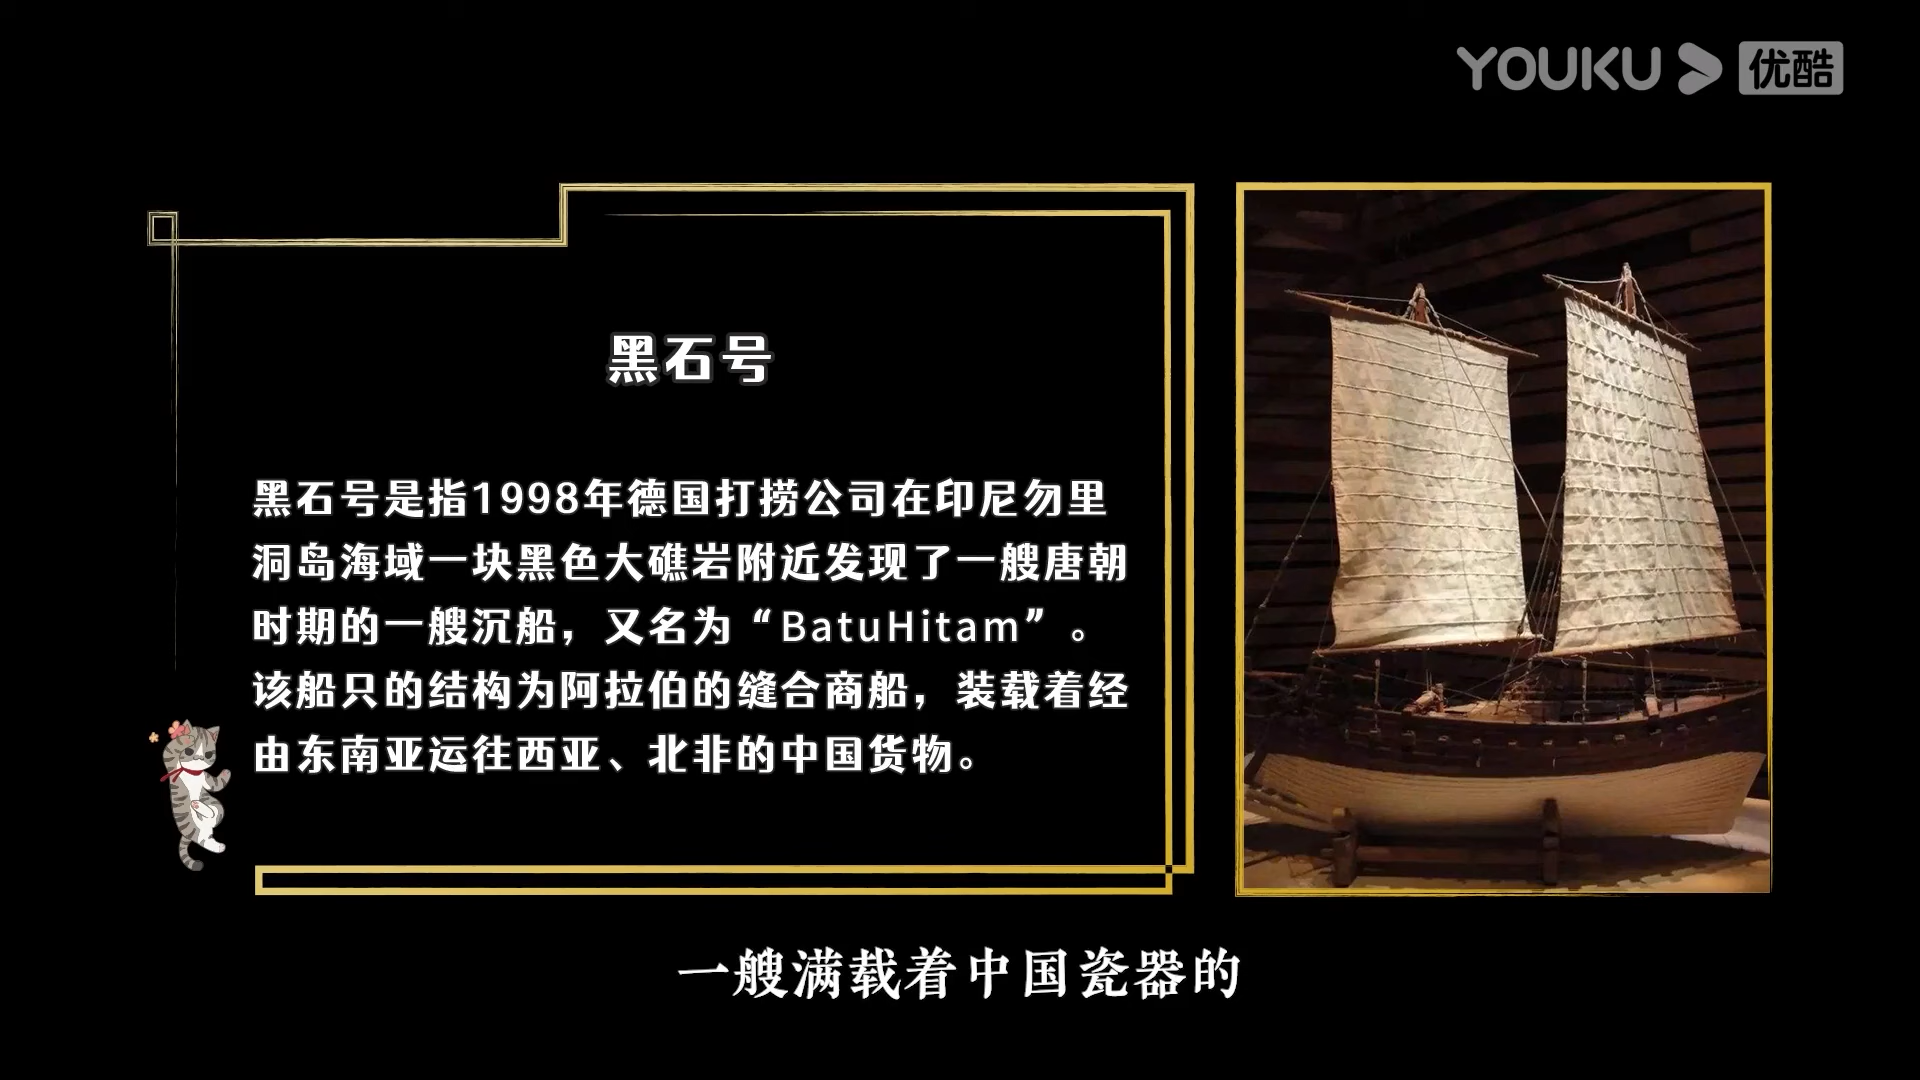 YOUKU 优酷
黑石号
黑石号是指1998年德国打捞公司在印尼勿里
洞岛海域一块黑色大礁岩附近发现了一艘唐朝
时期的一艘沉船，又名为“BatuHitam”。
该船只的结构为阿拉伯的缝合商船，装载着经
由东南亚运往西亚、北非的中国货物。
一艘满载着中国瓷器的